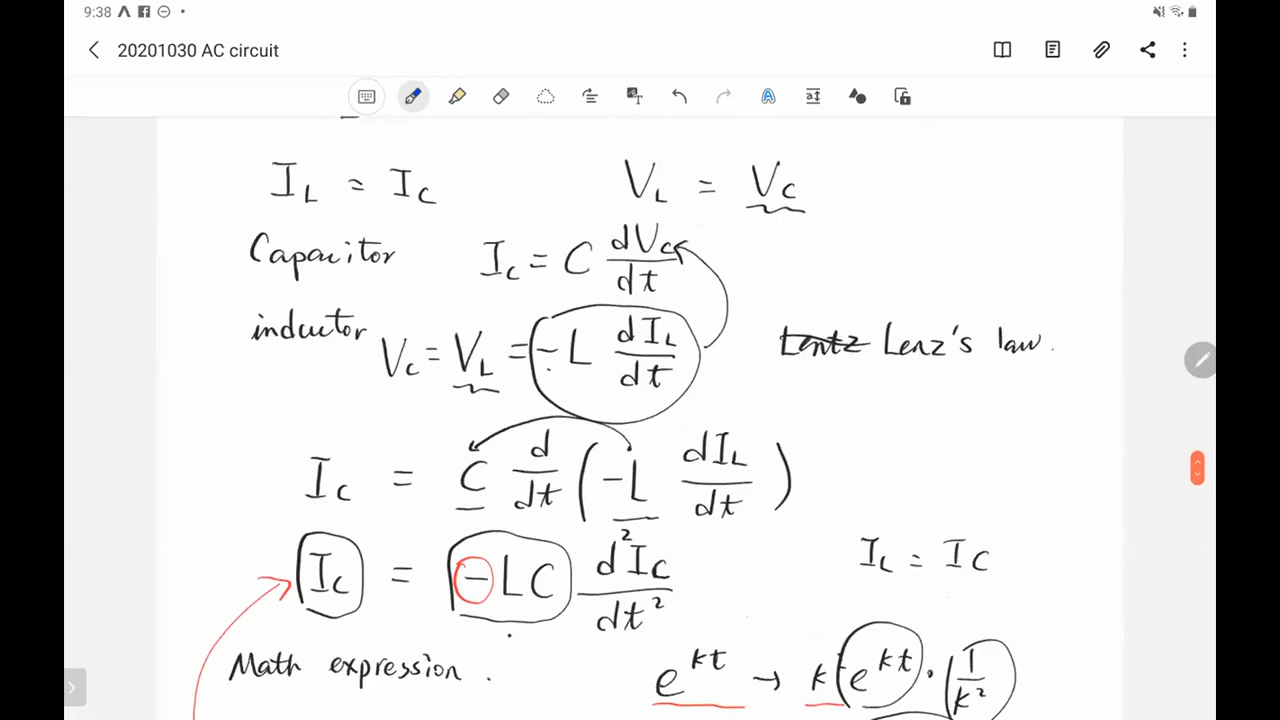 9:38
20201030 AC circuit
I_L = I_C V_L = V_C
Capacitor I_C = C dV_C/dt
inductor V_C = V_L = -L dI_L/dt Lentz Lenz's law.
I_C = C d/dt (-L dI_L/dt)
I_C = -LC d²I_C/dt² I_L = I_C
Math expression. e^{kt} → k(e^{kt} · (1/k²